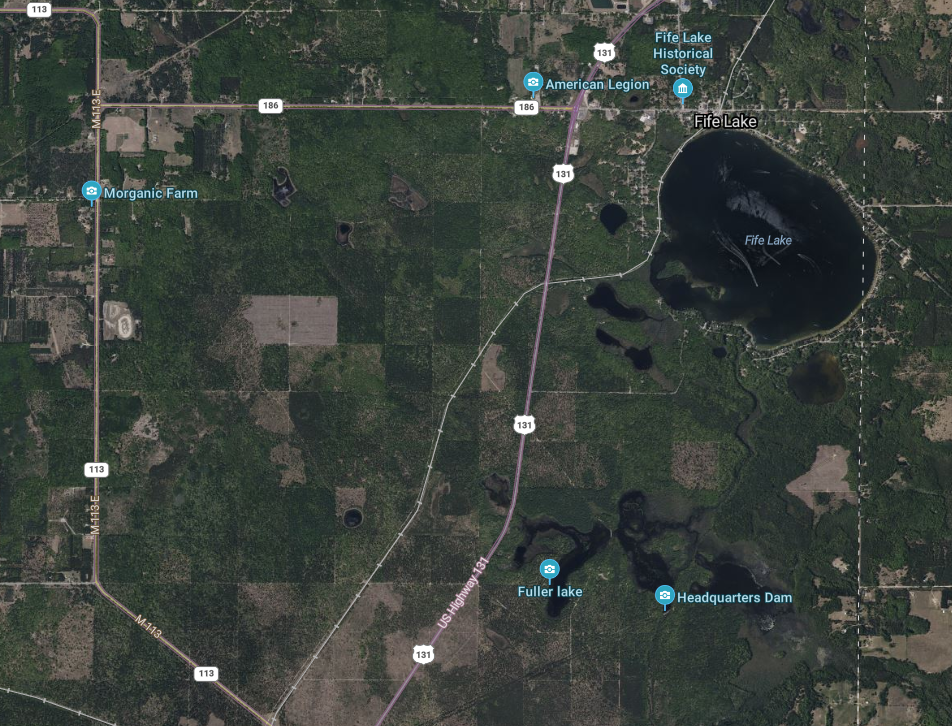 113
131
Fife Lake
Historical
Society
American Legion
186
186
M 113 E
Fife Lake
131
Morganic Farm
Fife Lake
131
113
M 113 E
US Highway 131
Fuller lake
Headquarters Dam
M-113
131
113